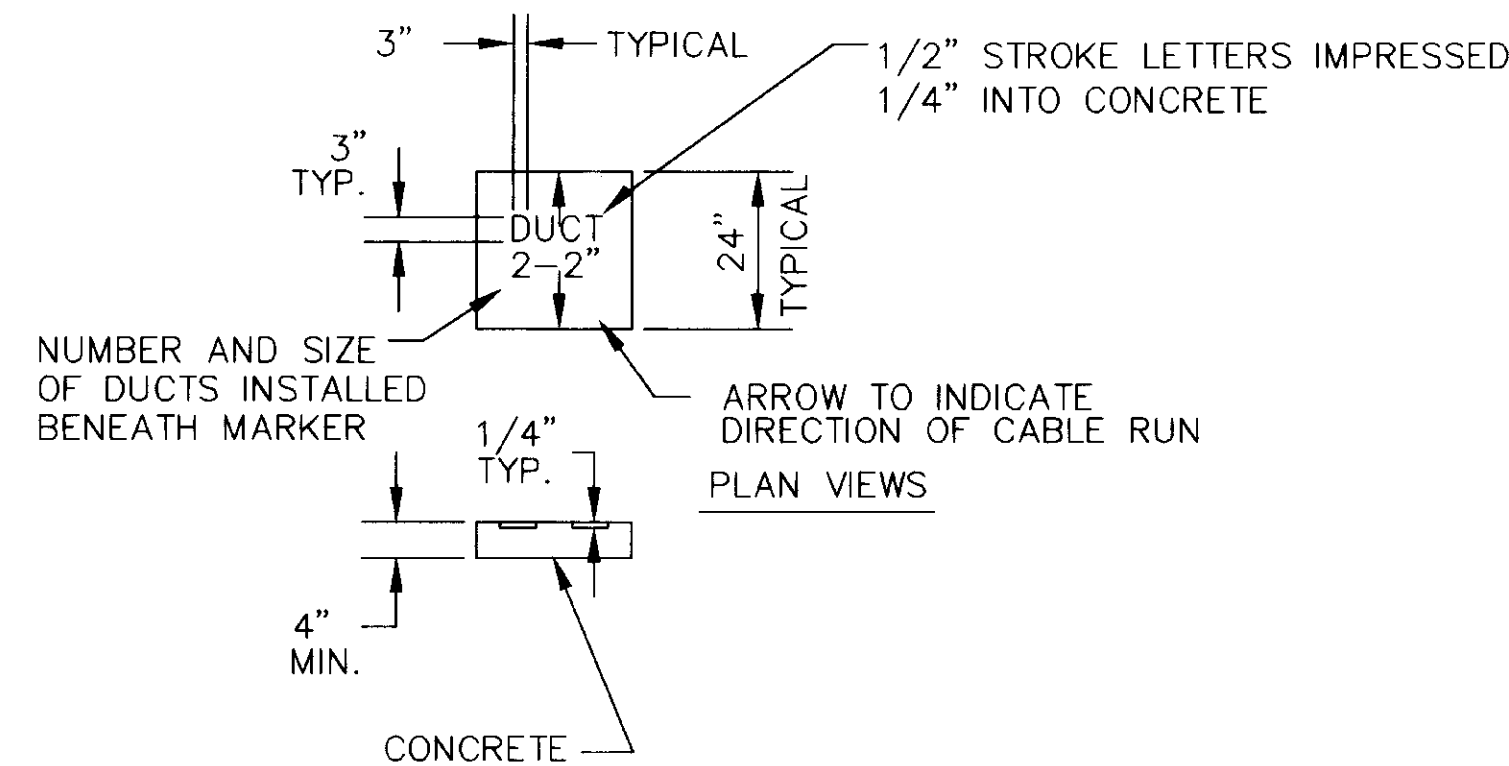 3" TYPICAL
1/2" STROKE LETTERS IMPRESSED
1/4" INTO CONCRETE
3"
TYP.
DUCT
2-2"
24"
TYPICAL
NUMBER AND SIZE
OF DUCTS INSTALLED
BENEATH MARKER
ARROW TO INDICATE
DIRECTION OF CABLE RUN
PLAN VIEWS
1/4"
TYP.
4"
MIN.
CONCRETE